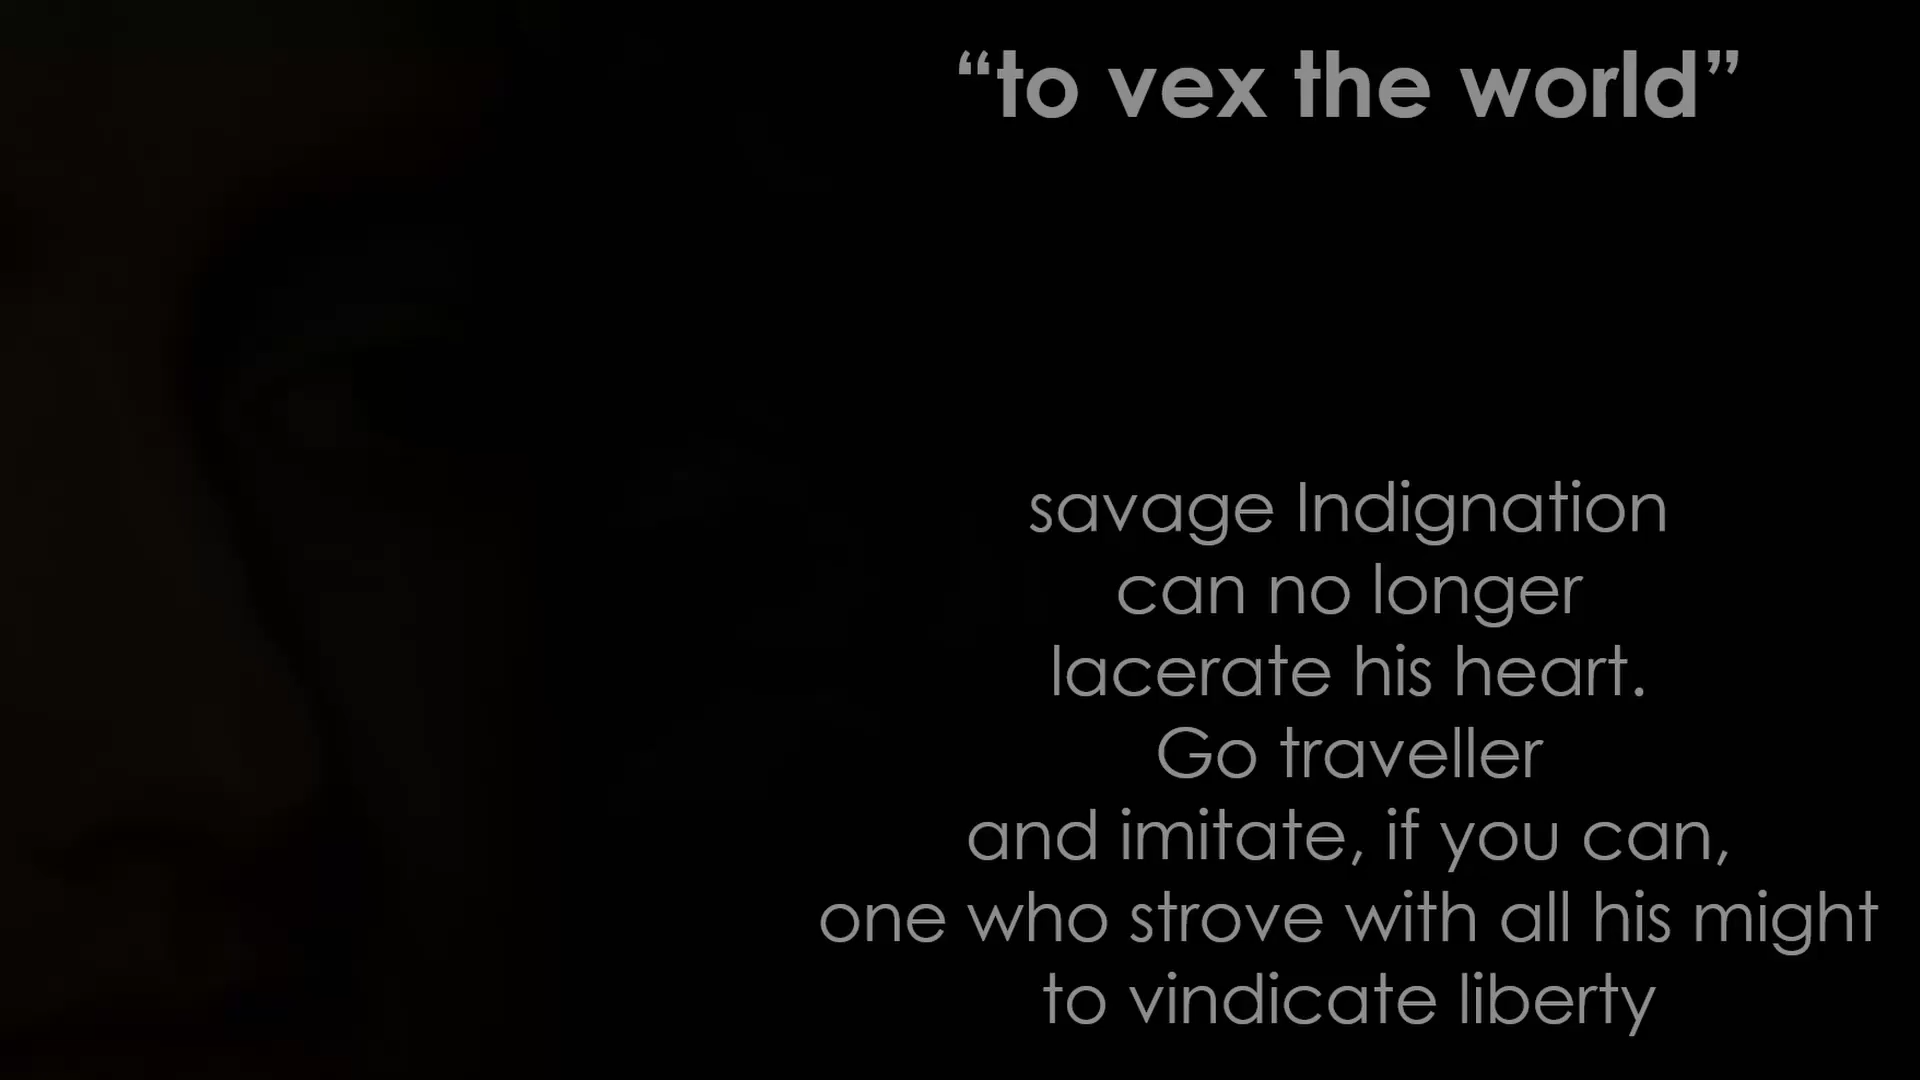 “to vex the world”
savage Indignation
can no longer
lacerate his heart.
Go traveller
and imitate, if you can,
one who strove with all his might
to vindicate liberty